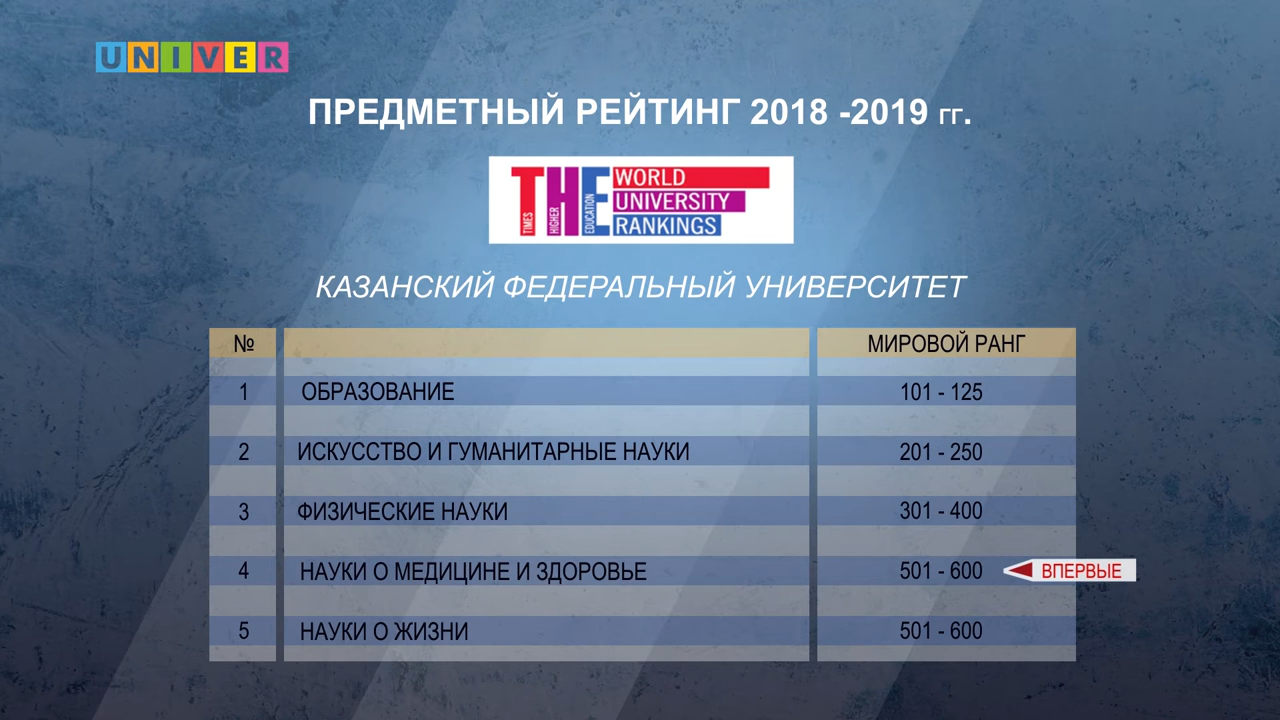 UNIVER
ПРЕДМЕТНЫЙ РЕЙТИНГ 2018 -2019 гг.
TIMES HIGHER EDUCATION
THE
WORLD
UNIVERSITY
RANKINGS
КАЗАНСКИЙ ФЕДЕРАЛЬНЫЙ УНИВЕРСИТЕТ
№ МИРОВОЙ РАНГ
1 ОБРАЗОВАНИЕ 101 - 125
2 ИСКУССТВО И ГУМАНИТАРНЫЕ НАУКИ 201 - 250
3 ФИЗИЧЕСКИЕ НАУКИ 301 - 400
4 НАУКИ О МЕДИЦИНЕ И ЗДОРОВЬЕ 501 - 600 ВПЕРВЫЕ
5 НАУКИ О ЖИЗНИ 501 - 600